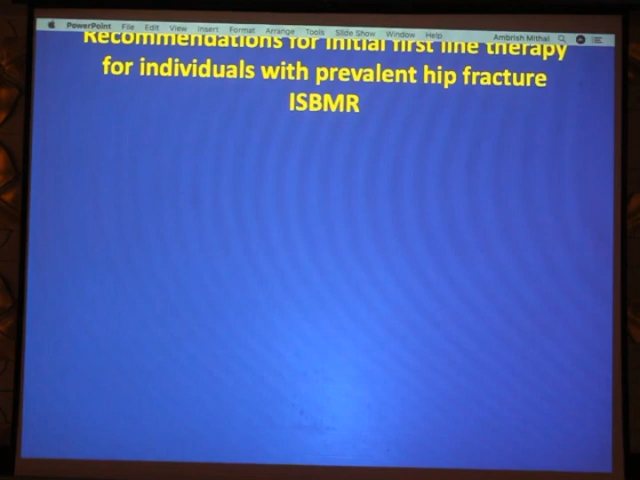 PowerPoint File Edit View Insert Format Arrange Tools Slide Show Window Help Ambrish Mithal
Recommendations for initial first line therapy
for individuals with prevalent hip fracture
ISBMR